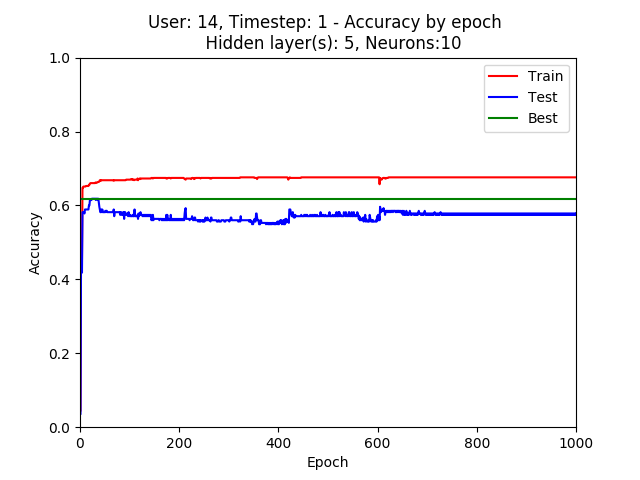 User: 14, Timestep: 1 - Accuracy by epoch
Hidden layer(s): 5, Neurons:10
1.0
Train
Test
Best
0.8
0.6
Accuracy
0.4
0.2
0.0
0 200 400 600 800 1000
Epoch